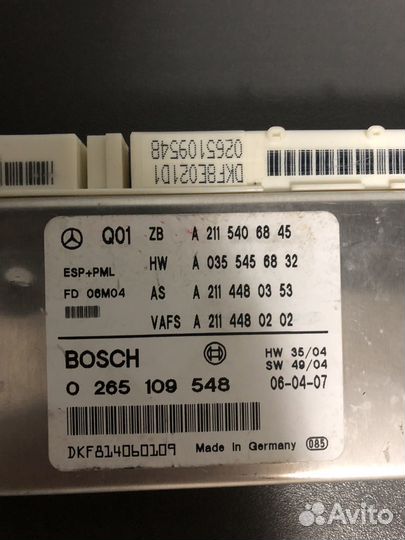 DKF8E021D1
0265109548
Q01 ZB A 211 540 68 45
ESP+PML HW A 035 545 68 32
FD 06M04 AS A 211 448 03 53
VAFS A 211 448 02 02
BOSCH HW 35/04
SW 49/04
0 265 109 548 06-04-07
DKF814060109 Made in Germany 085
Avito